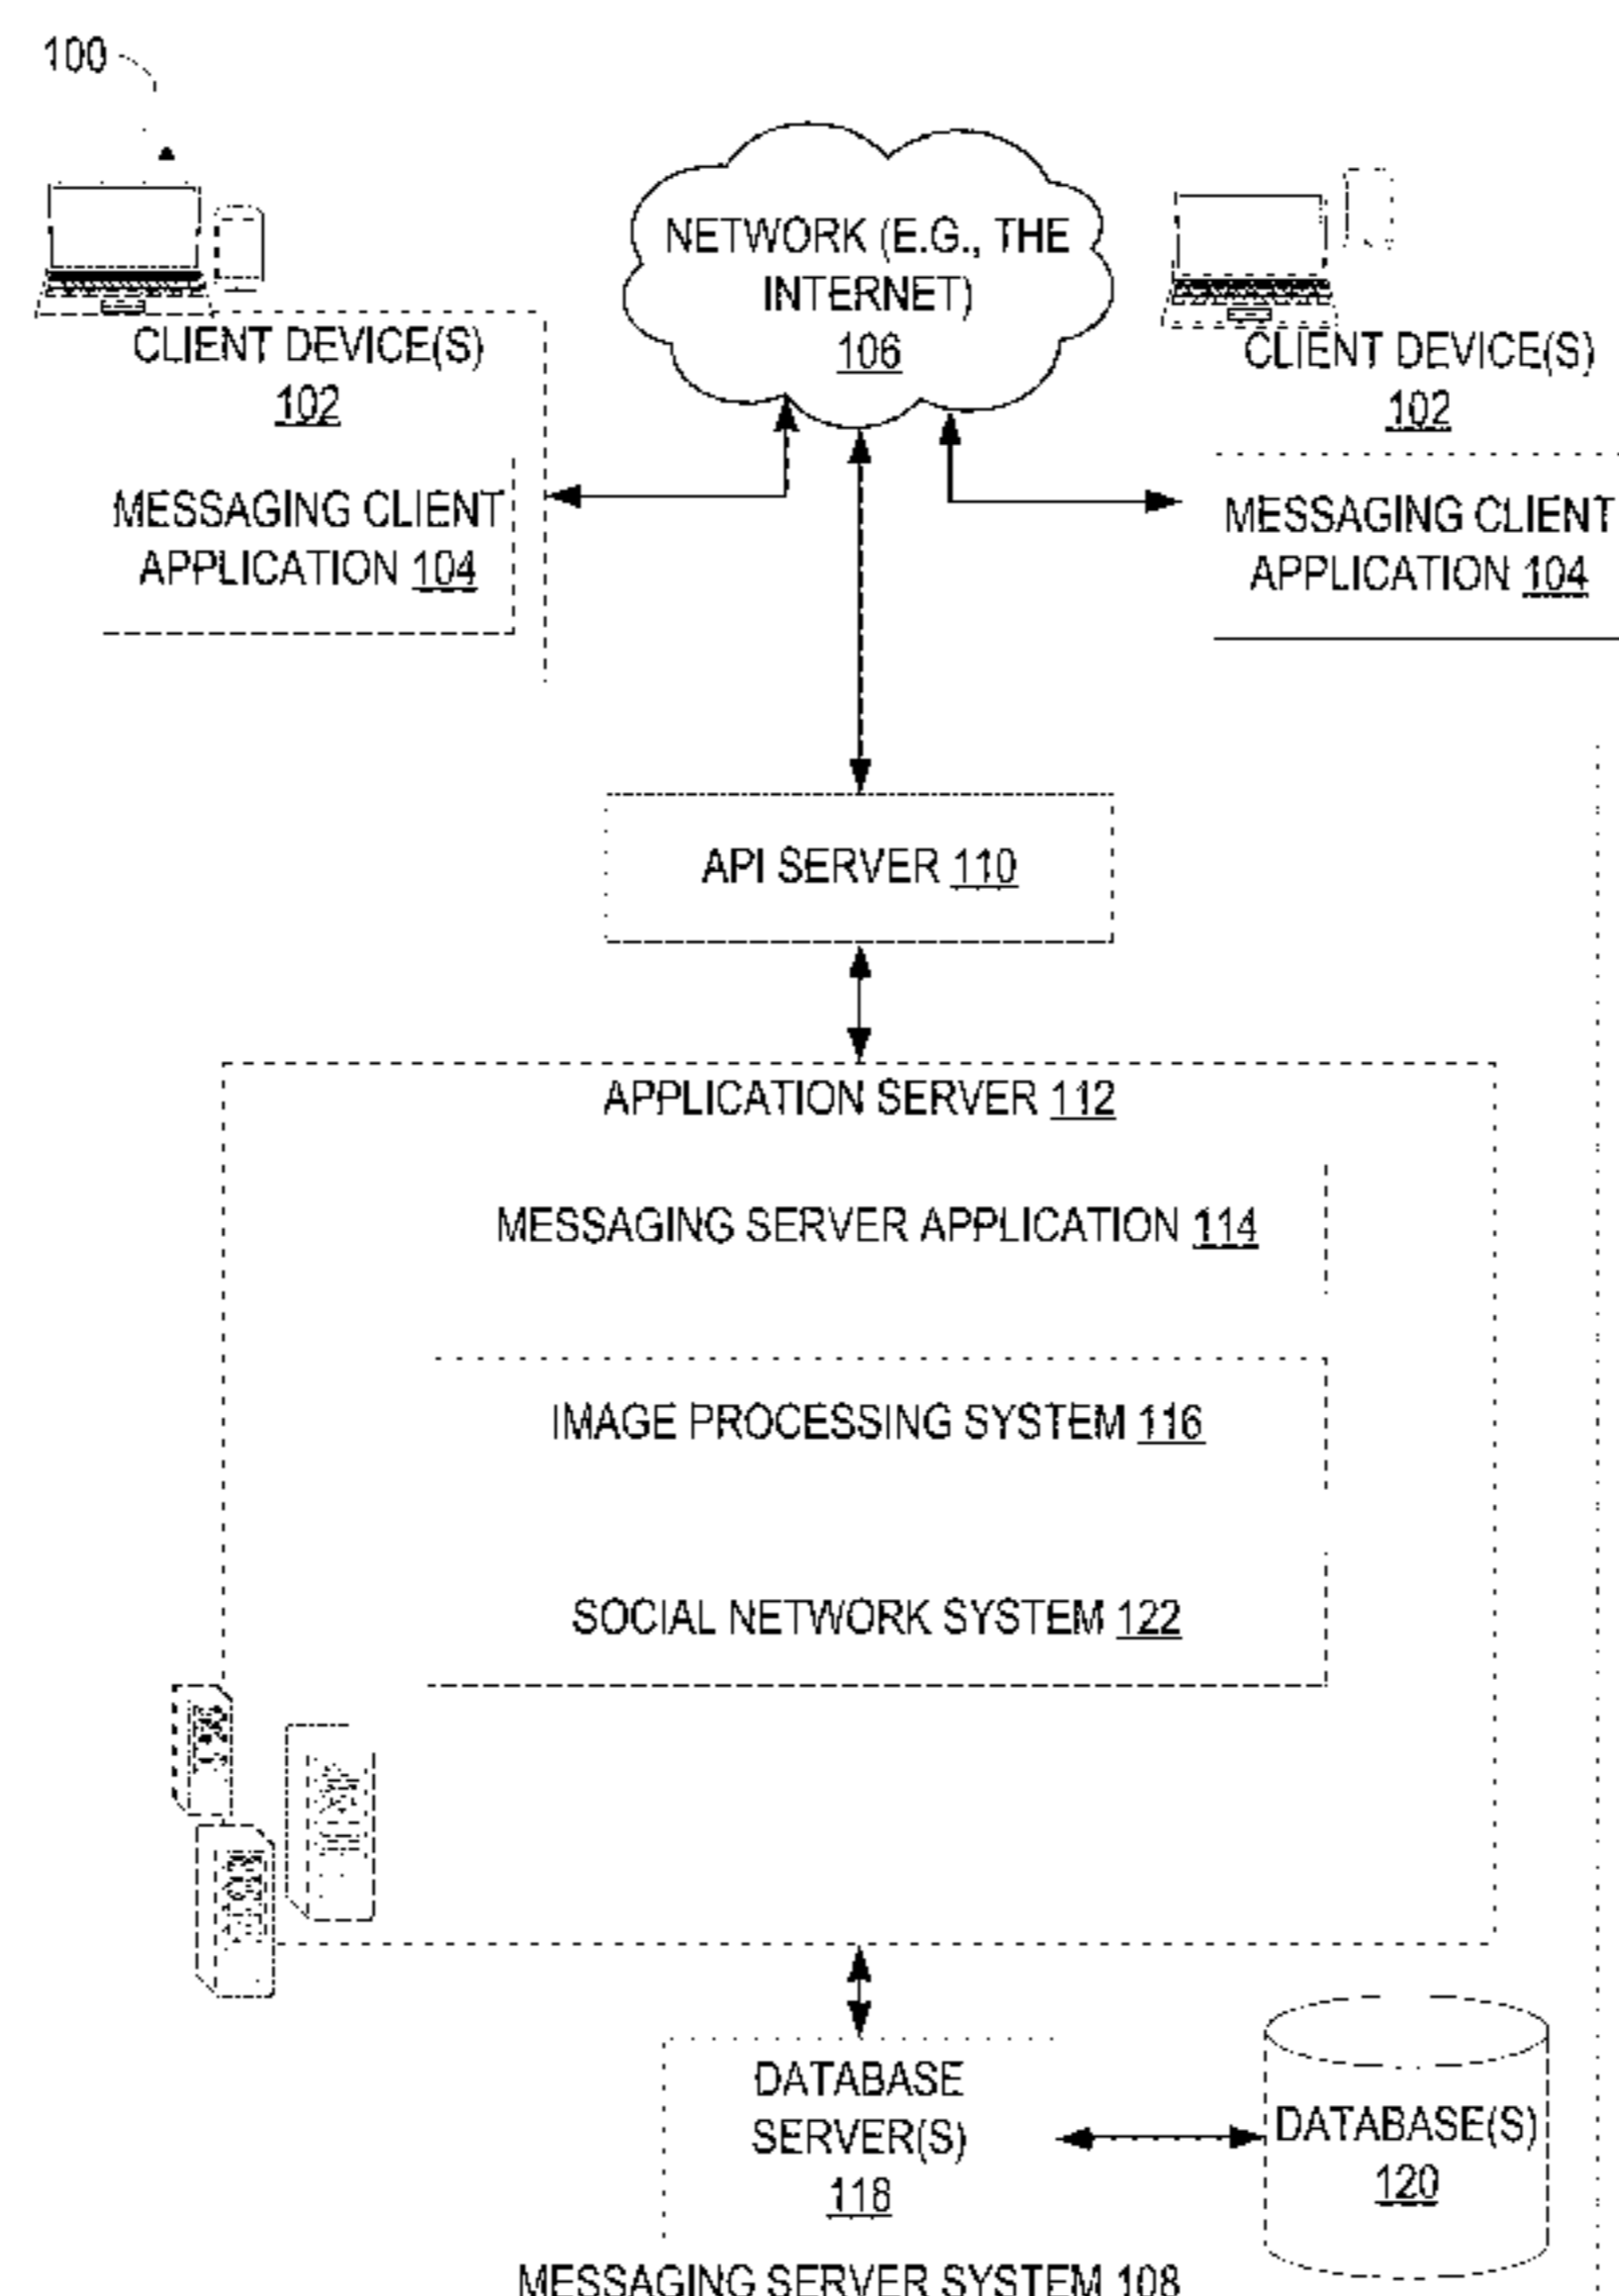 100
NETWORK (E.G., THE
INTERNET)
106
CLIENT DEVICE(S)
102
CLIENT DEVICE(S)
102
MESSAGING CLIENT
APPLICATION 104
MESSAGING CLIENT
APPLICATION 104
API SERVER 110
APPLICATION SERVER 112
MESSAGING SERVER APPLICATION 114
IMAGE PROCESSING SYSTEM 116
SOCIAL NETWORK SYSTEM 122
DATABASE
SERVER(S)
118
DATABASE(S)
120
MESSAGING SERVER SYSTEM 108